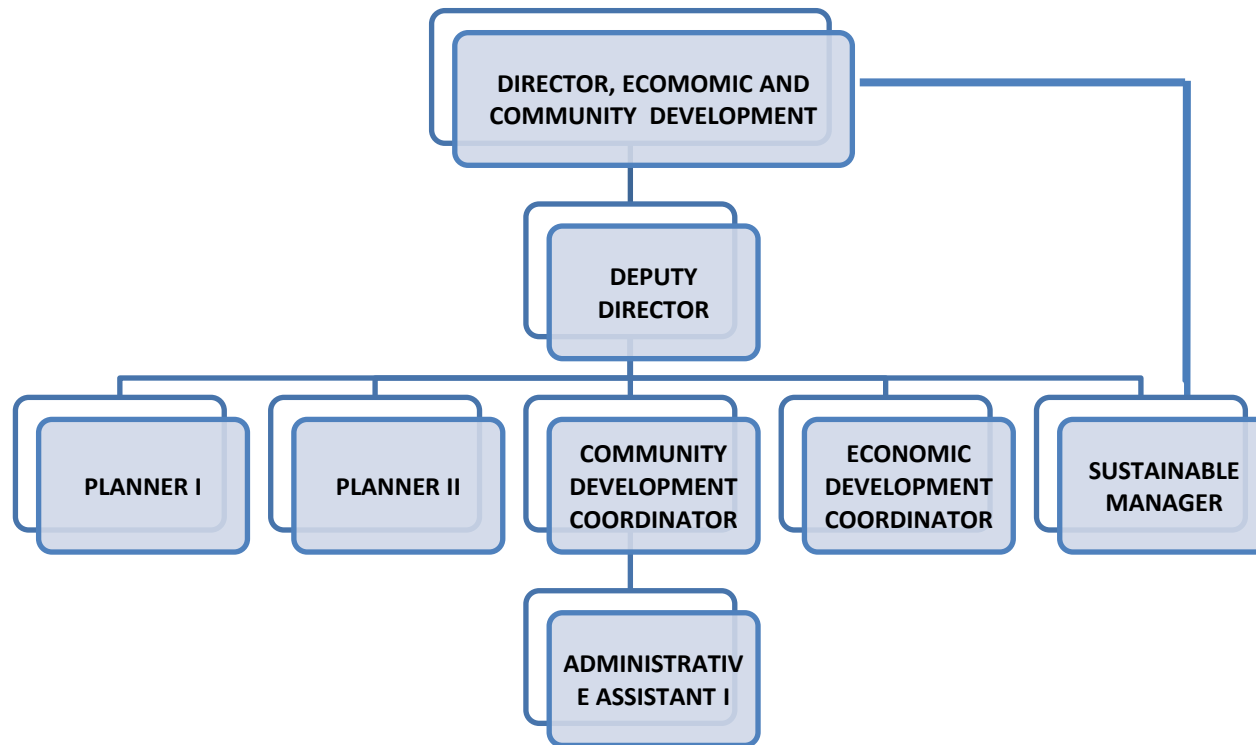 DIRECTOR, ECOMOMIC AND
COMMUNITY DEVELOPMENT
DEPUTY
DIRECTOR
PLANNER I
PLANNER II
COMMUNITY
DEVELOPMENT
COORDINATOR
ECONOMIC
DEVELOPMENT
COORDINATOR
SUSTAINABLE
MANAGER
ADMINISTRATIV
E ASSISTANT I